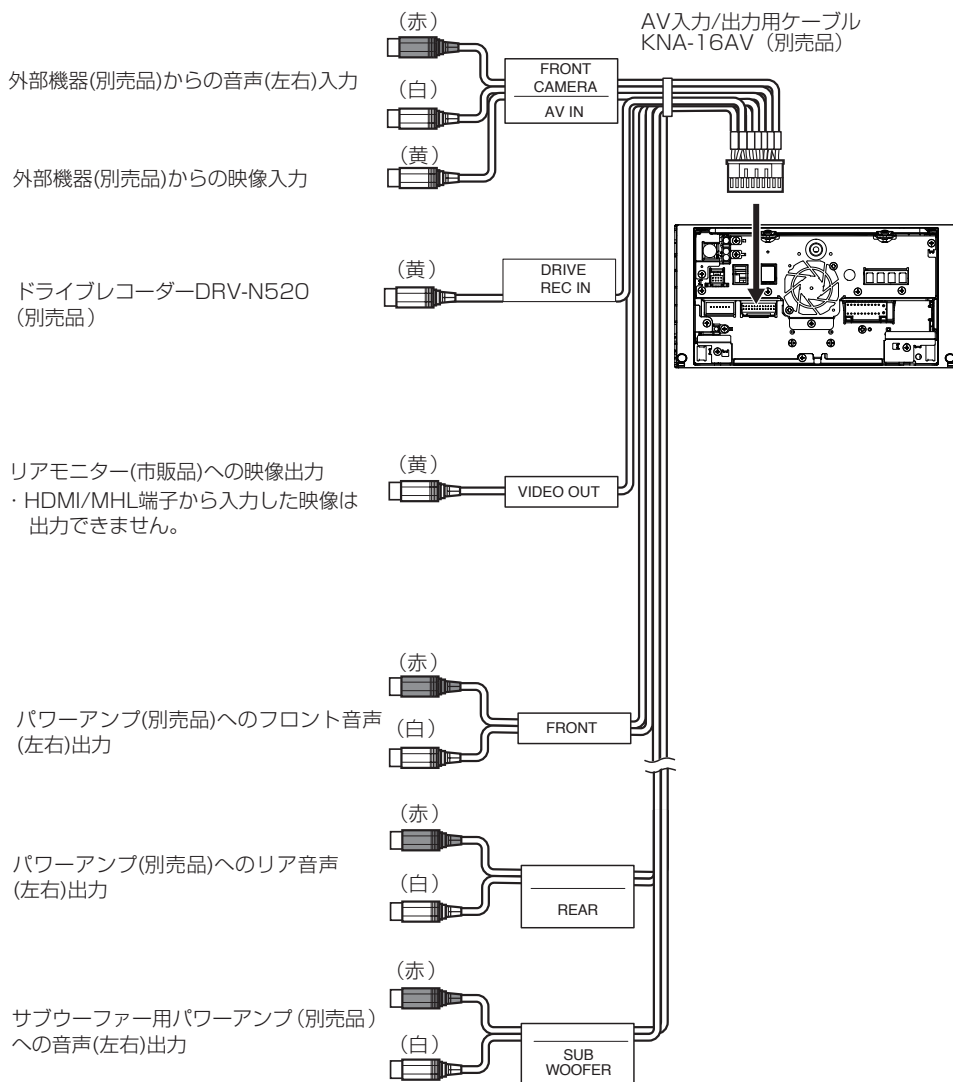 AV入力/出力用ケーブル
KNA-16AV（別売品）
（赤）
外部機器(別売品)からの音声(左右)入力
（白）
FRONT
CAMERA
AV IN
（黄）
外部機器(別売品)からの映像入力
（黄）
ドライブレコーダーDRV-N520
（別売品）
DRIVE
REC IN
（黄）
リアモニター(市販品)への映像出力
・HDMI/MHL端子から入力した映像は
出力できません。
VIDEO OUT
（赤）
パワーアンプ(別売品)へのフロント音声
(左右)出力
（白）
FRONT
（赤）
パワーアンプ(別売品)へのリア音声
(左右)出力
（白）
REAR
（赤）
サブウーファー用パワーアンプ（別売品）
への音声(左右)出力
（白）
SUB
WOOFER